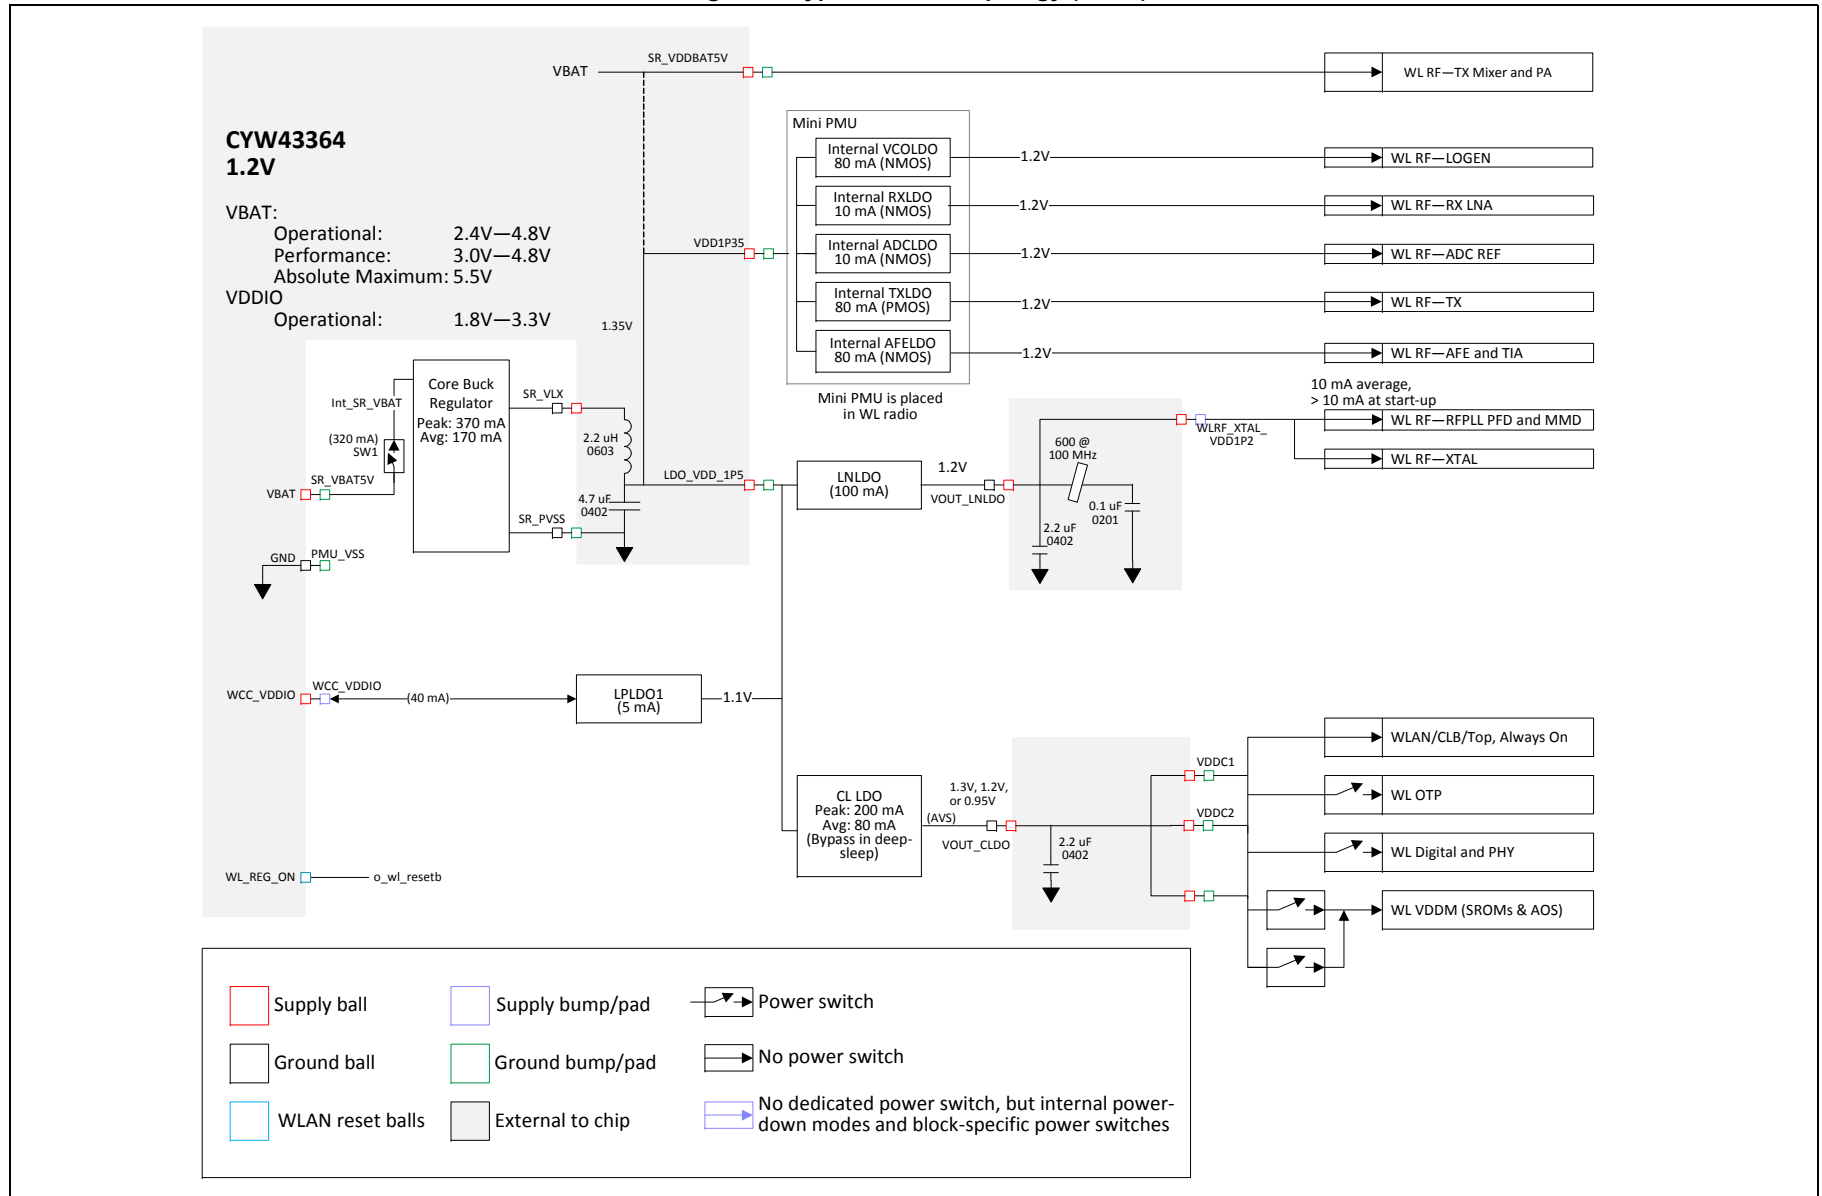 CYW43364
1.2V
VBAT:
Operational: 2.4V—4.8V
Performance: 3.0V—4.8V
Absolute Maximum: 5.5V
VDDIO
Operational: 1.8V—3.3V
VBAT
SR_VDDBAT5V
WL RF—TX Mixer and PA
Mini PMU
Internal VCOLDO
80 mA (NMOS)
1.2V
WL RF—LOGEN
Internal RXLDO
10 mA (NMOS)
1.2V
WL RF—RX LNA
VDD1P35
Internal ADCLDO
10 mA (NMOS)
1.2V
WL RF—ADC REF
Internal TXLDO
80 mA (PMOS)
1.2V
WL RF—TX
1.35V
Internal AFELDO
80 mA (NMOS)
1.2V
WL RF—AFE and TIA
Mini PMU is placed
in WL radio
10 mA average,
> 10 mA at start-up
Core Buck
Regulator
Peak: 370 mA
Avg: 170 mA
Int_SR_VBAT
(320 mA)
SW1
SR_VBAT5V
VBAT
SR_VLX
2.2 uH
0603
4.7 uF
0402
SR_PVSS
GND
PMU_VSS
LDO_VDD_1P5
LNLDO
(100 mA)
1.2V
VOUT_LNLDO
600 @
100 MHz
2.2 uF
0402
0.1 uF
0201
WLRF_XTAL_
VDD1P2
WL RF—RFPLL PFD and MMD
WL RF—XTAL
WCC_VDDIO
WCC_VDDIO
(40 mA)
LPLDO1
(5 mA)
1.1V
CL LDO
Peak: 200 mA
Avg: 80 mA
(Bypass in deep-
sleep)
1.3V, 1.2V,
or 0.95V
(AVS)
VOUT_CLDO
2.2 uF
0402
VDDC1
VDDC2
WLAN/CLB/Top, Always On
WL OTP
WL Digital and PHY
WL VDDM (SROMs & AOS)
WL_REG_ON
o_wl_resetb
Supply ball
Supply bump/pad
Power switch
Ground ball
Ground bump/pad
No power switch
WLAN reset balls
External to chip
No dedicated power switch, but internal power-
down modes and block-specific power switches